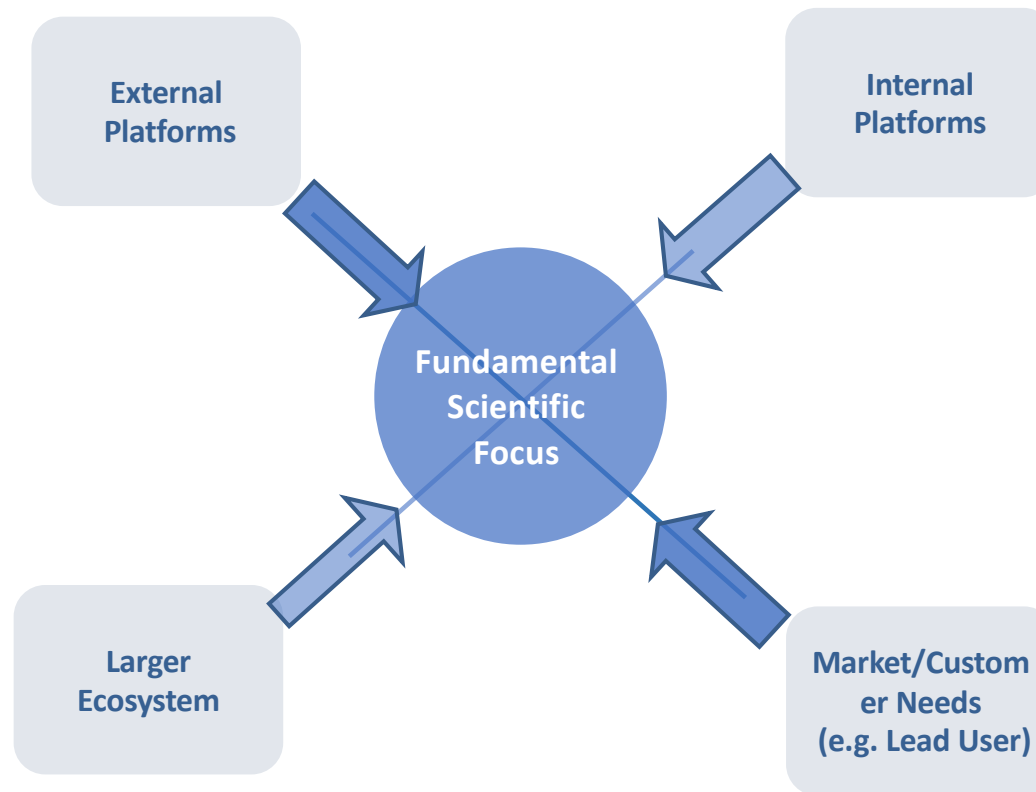 External
Platforms
Internal
Platforms
Fundamental
Scientific
Focus
Larger
Ecosystem
Market/Custom
er Needs
(e.g. Lead User)